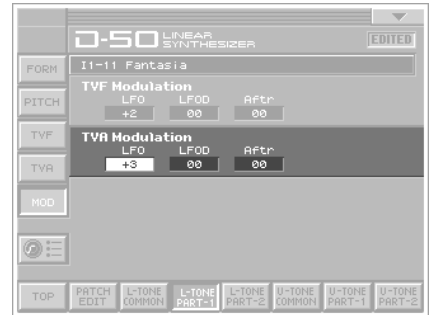 D-50 LINEAR SYNTHESIZER
EDITED
FORM
I1-11 Fantasia
PITCH
TVF Modulation
LFO LFOD Aftr
+2 00 00
TVF
TVA Modulation
LFO LFOD Aftr
+3 00 00
TVA
MOD
TOP
PATCH EDIT
L-TONE COMMON
L-TONE PART-1
L-TONE PART-2
U-TONE COMMON
U-TONE PART-1
U-TONE PART-2